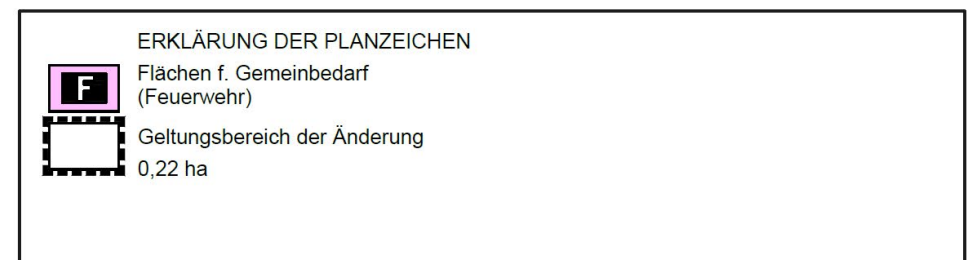 ERKLÄRUNG DER PLANZEICHEN
F
Flächen f. Gemeinbedarf
(Feuerwehr)
Geltungsbereich der Änderung
0,22 ha